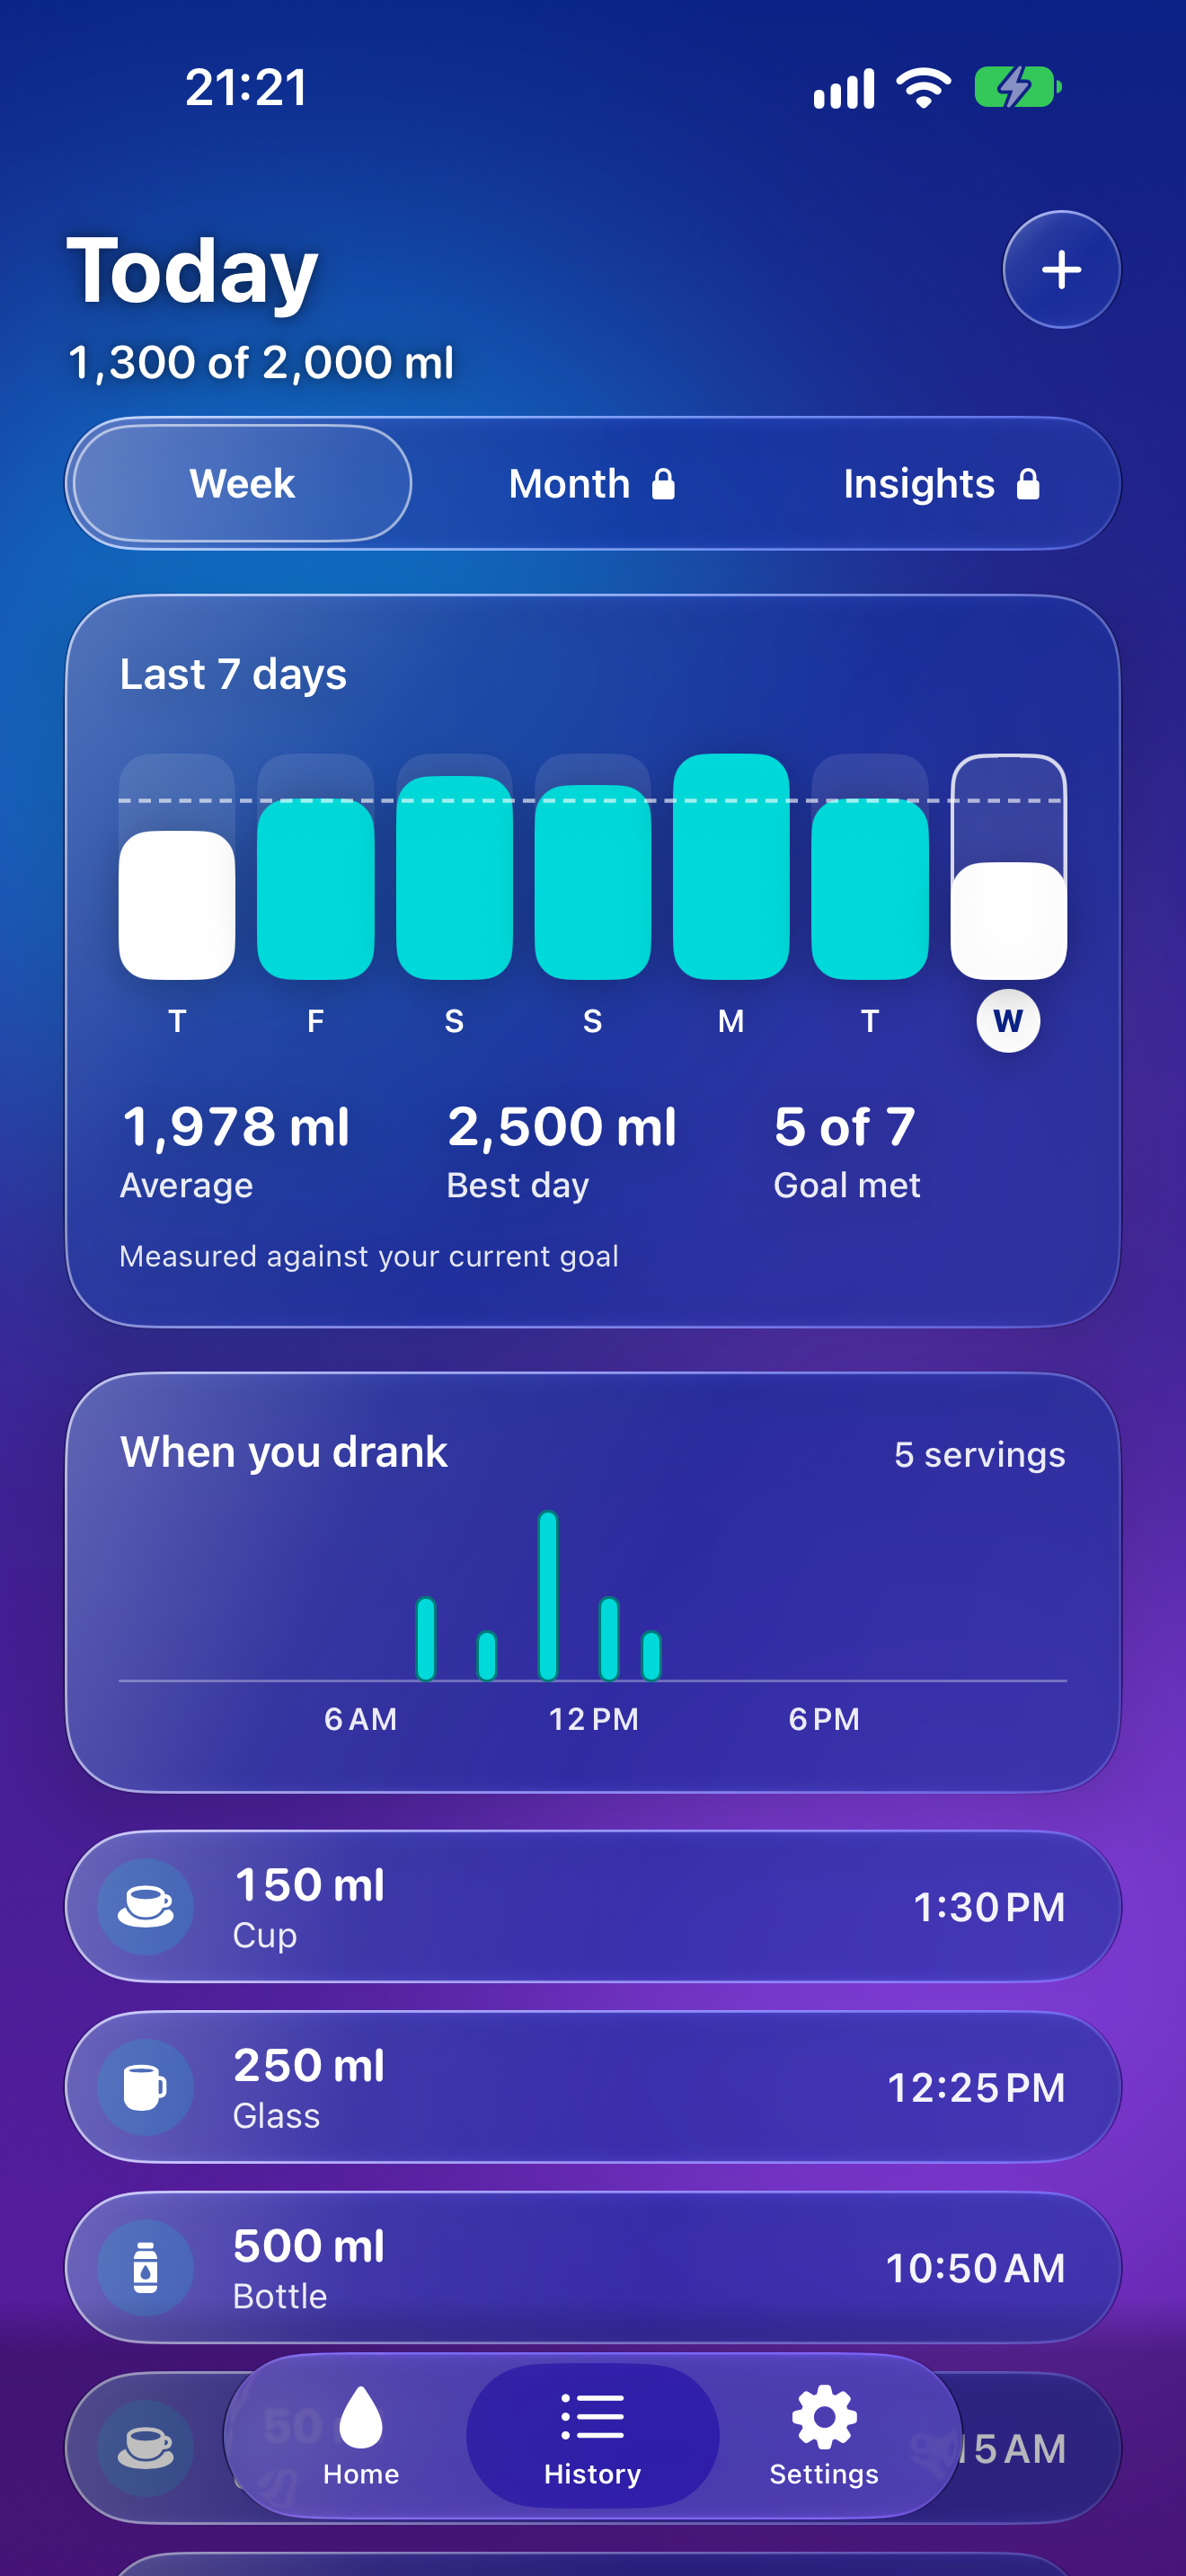 21:21
Today
1,300 of 2,000 ml
Week Month Insights
Last 7 days
T F S S M T W
1,978 ml 2,500 ml 5 of 7
Average Best day Goal met
Measured against your current goal
When you drank 5 servings
6 AM 12 PM 6 PM
150 ml
Cup
1:30 PM
250 ml
Glass
12:25 PM
500 ml
Bottle
10:50 AM
Home History Settings